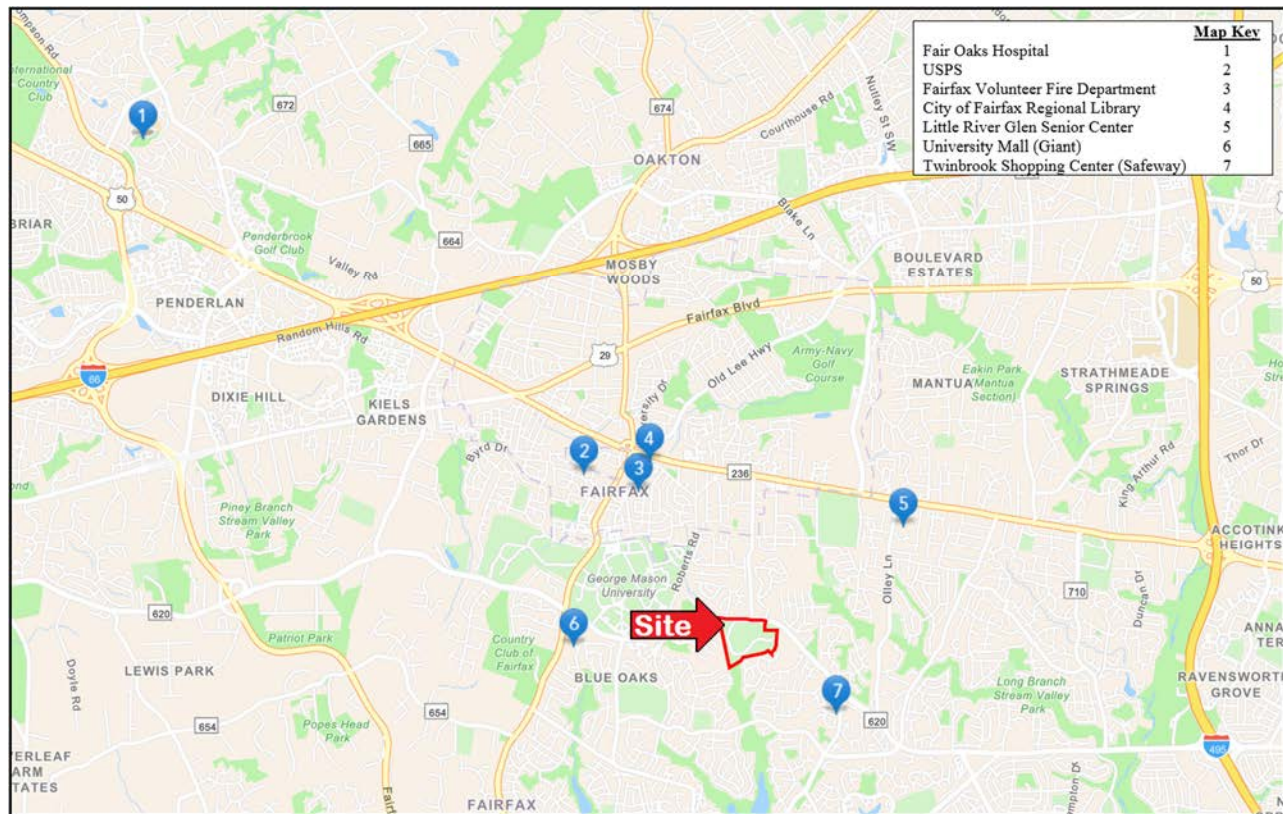 Map Key
Fair Oaks Hospital 1
USPS 2
Fairfax Volunteer Fire Department 3
City of Fairfax Regional Library 4
Little River Glen Senior Center 5
University Mall (Giant) 6
Twinbrook Shopping Center (Safeway) 7
Country Club
1
672
665
674
Courthouse Rd
Nutley St SW
OAKTON
50
BRIAR
Penderbrook
Golf Club
664
Valley Rd
Blake Ln
MOSBY
WOODS
BOULEVARD
ESTATES
50
PENDERLAN
Random Hills Rd
Fairfax Blvd
29
66
DIXIE HILL
KIELS
GARDENS
Old Lee Hwy
Army-Navy
Golf
Course
MANTUA
Eakin Park
(Mantua
Section)
STRATHMEADE
SPRINGS
Byrd Dr
2
4
3
FAIRFAX
236
King Arthur Rd
Thor Dr
5
Piney Branch
Stream Valley
Park
ACCOTINK
HEIGHTS
George Mason
University
Roberts Rd
Olley Ln
710
Duncan Dr
620
Patriot Park
6
Site
Country
Club of
Fairfax
LEWIS PARK
Doyle Rd
BLUE OAKS
7
Long Branch
Stream Valley
Park
RAVENSWORTH
GROVE
654
654
Popes Head
Park
620
495
FAIRFAX